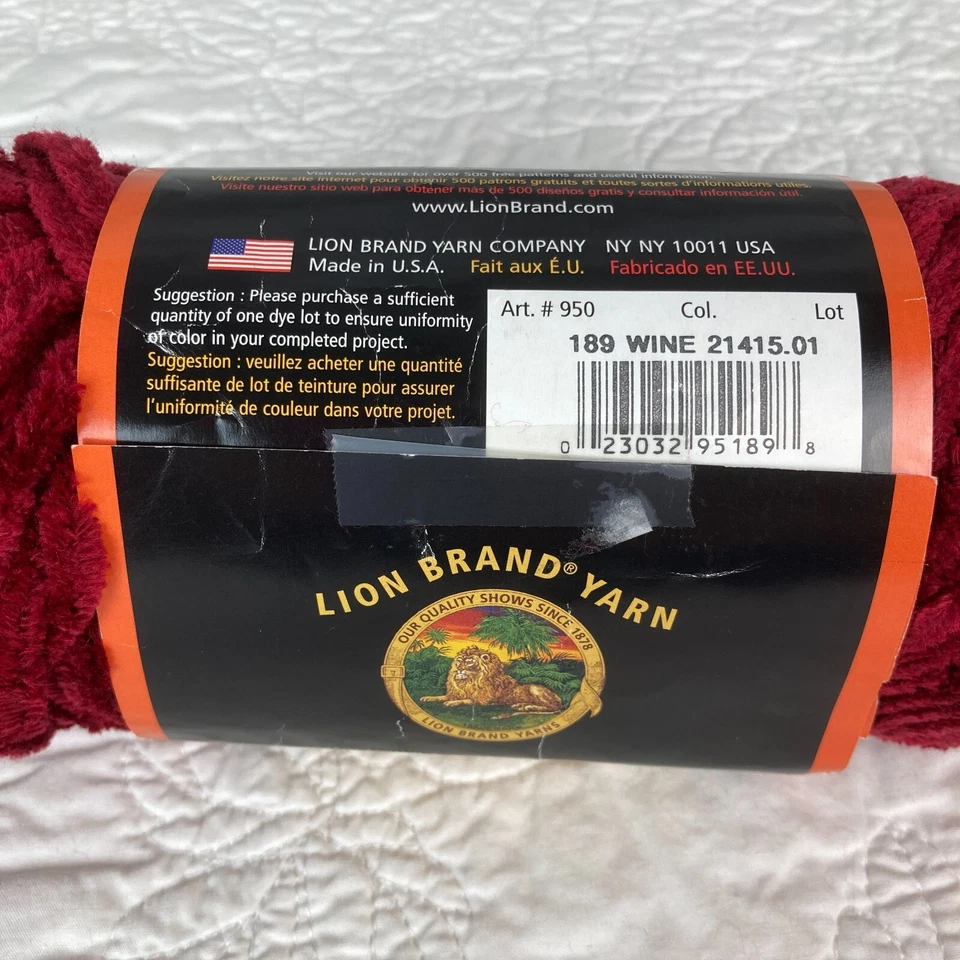 Visit our website for over 500 free patterns and useful information.
Visitez notre site Internet pour obtenir 500 patrons gratuits et toutes sortes d'informations utiles.
Visite nuestro sitio web para obtener más de 500 diseños gratis y consultar información útil.
www.LionBrand.com
LION BRAND YARN COMPANY NY NY 10011 USA
Made in U.S.A. Fait aux É.U. Fabricado en EE.UU.
Suggestion : Please purchase a sufficient
quantity of one dye lot to ensure uniformity
of color in your completed project.
Suggestion : veuillez acheter une quantité
suffisante de lot de teinture pour assurer
l'uniformité de couleur dans votre projet.
Art. # 950 Col. Lot
189 WINE 21415.01
0 23032 95189 8
LION BRAND® YARN
OUR QUALITY SHOWS SINCE 1878
LION BRAND YARNS